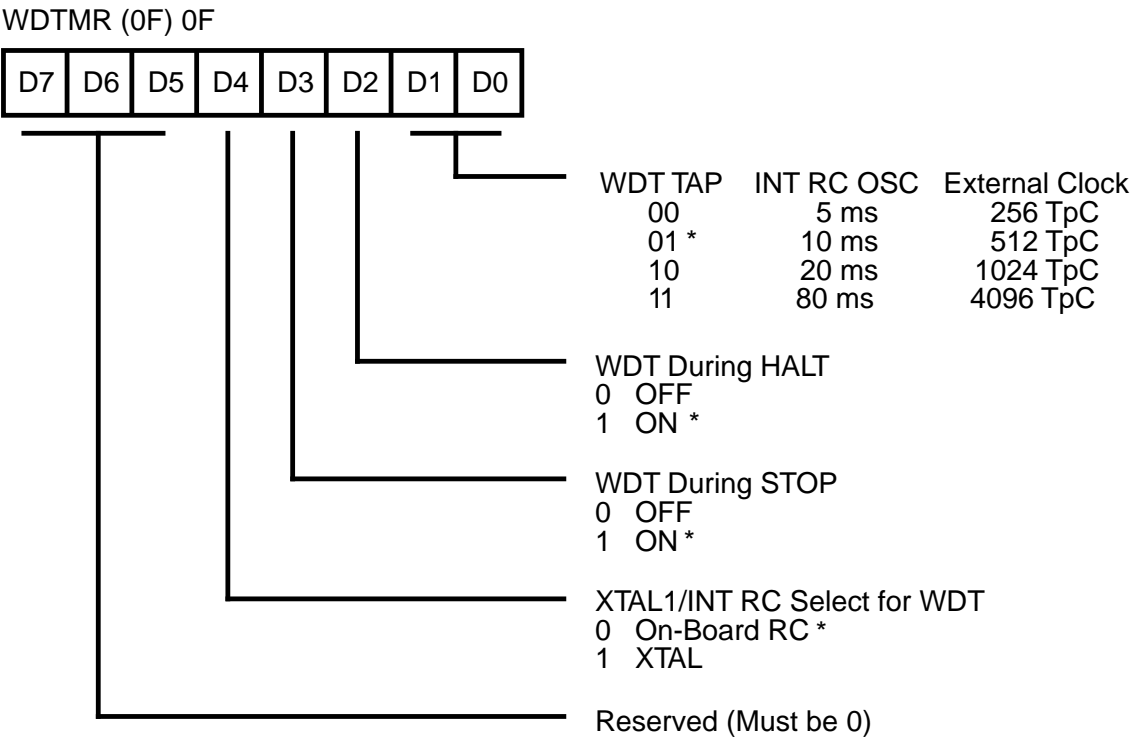 WDTMR (0F) 0F
D7 D6 D5 D4 D3 D2 D1 D0
WDT TAP INT RC OSC External Clock
00 5 ms 256 TpC
01 * 10 ms 512 TpC
10 20 ms 1024 TpC
11 80 ms 4096 TpC
WDT During HALT
0 OFF
1 ON *
WDT During STOP
0 OFF
1 ON *
XTAL1/INT RC Select for WDT
0 On-Board RC *
1 XTAL
Reserved (Must be 0)